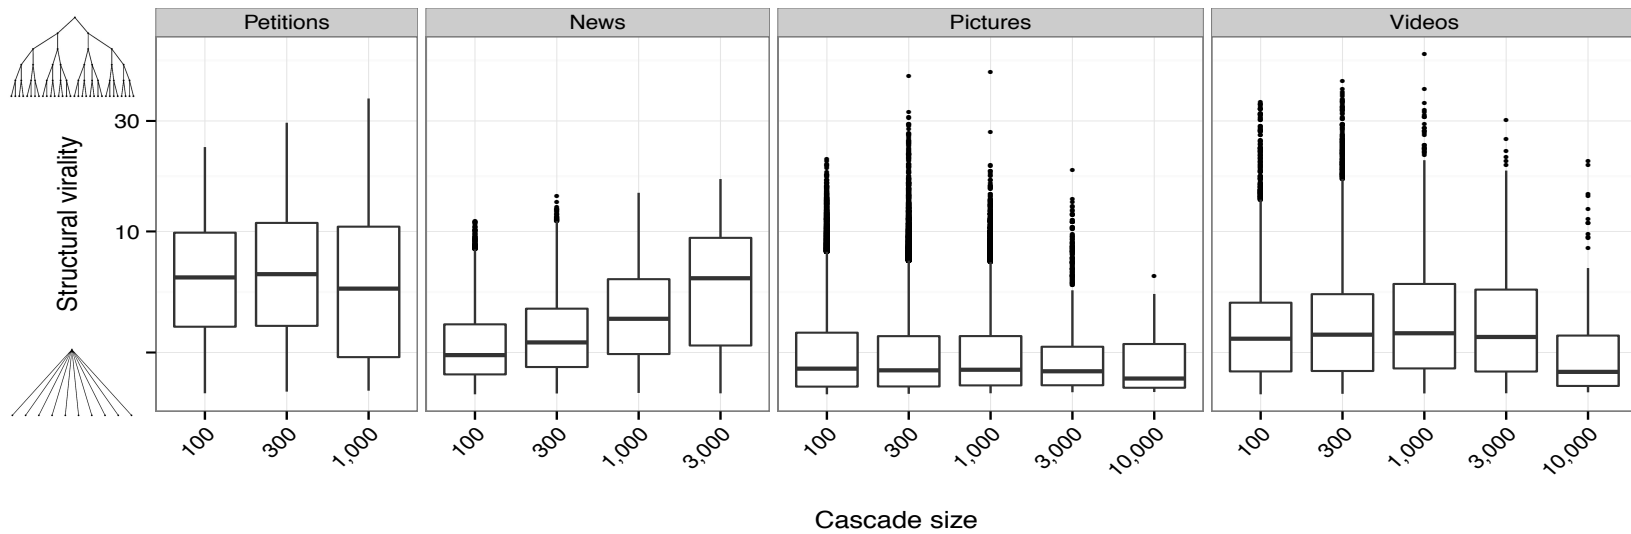 Petitions
News
Pictures
Videos
Structural virality
30
10
100 300 1,000
100 300 1,000 3,000
100 300 1,000 3,000 10,000
100 300 1,000 3,000 10,000
Cascade size